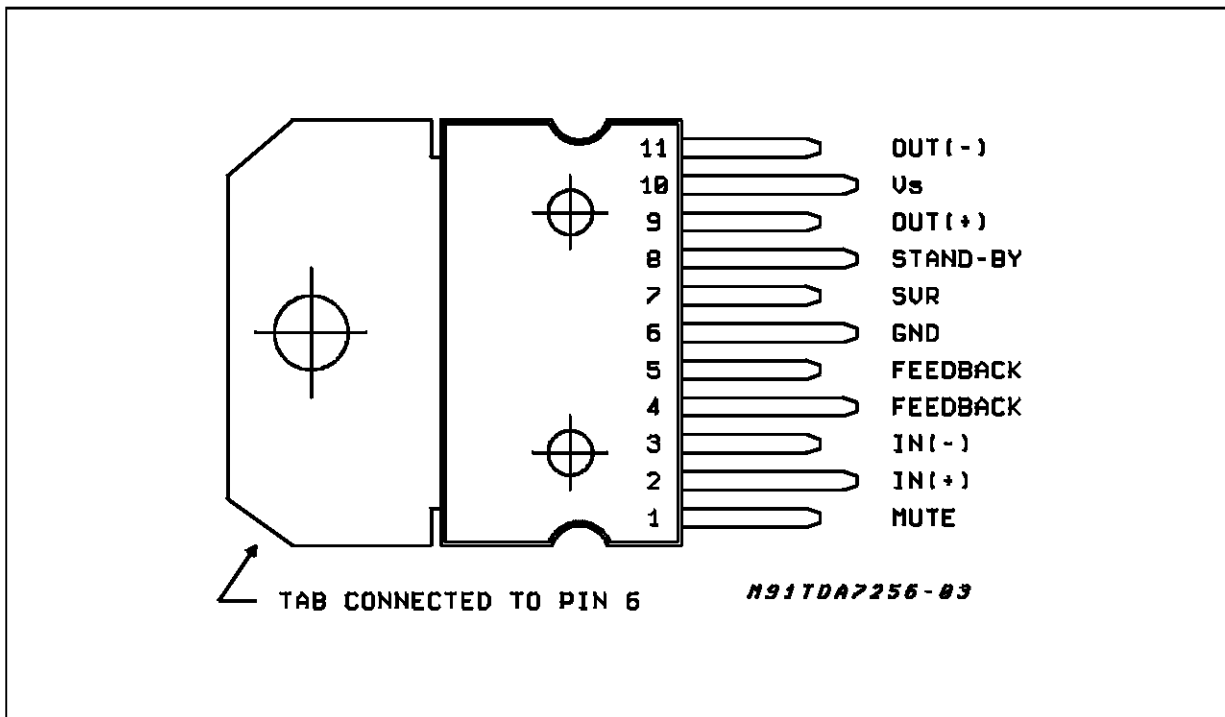 11 OUT(-)
10 Vs
9 OUT(+)
8 STAND-BY
7 SVR
6 GND
5 FEEDBACK
4 FEEDBACK
3 IN(-)
2 IN(+)
1 MUTE
TAB CONNECTED TO PIN 6
M91TDA7256-03